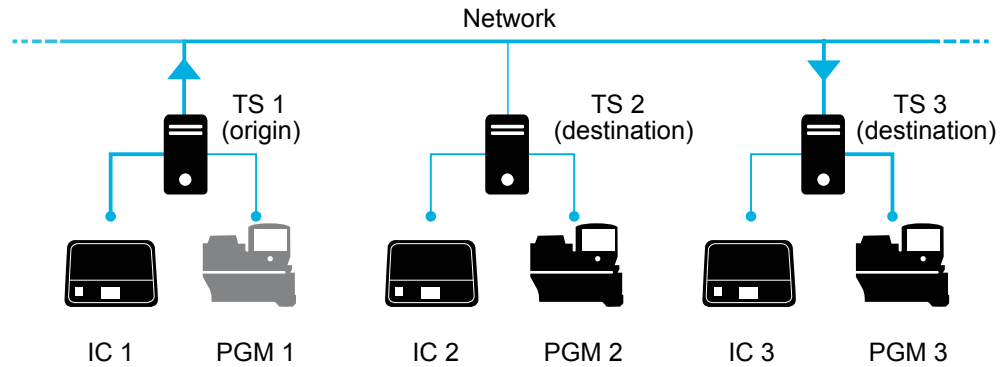 Network
TS 1
(origin)
TS 2
(destination)
TS 3
(destination)
IC 1
PGM 1
IC 2
PGM 2
IC 3
PGM 3